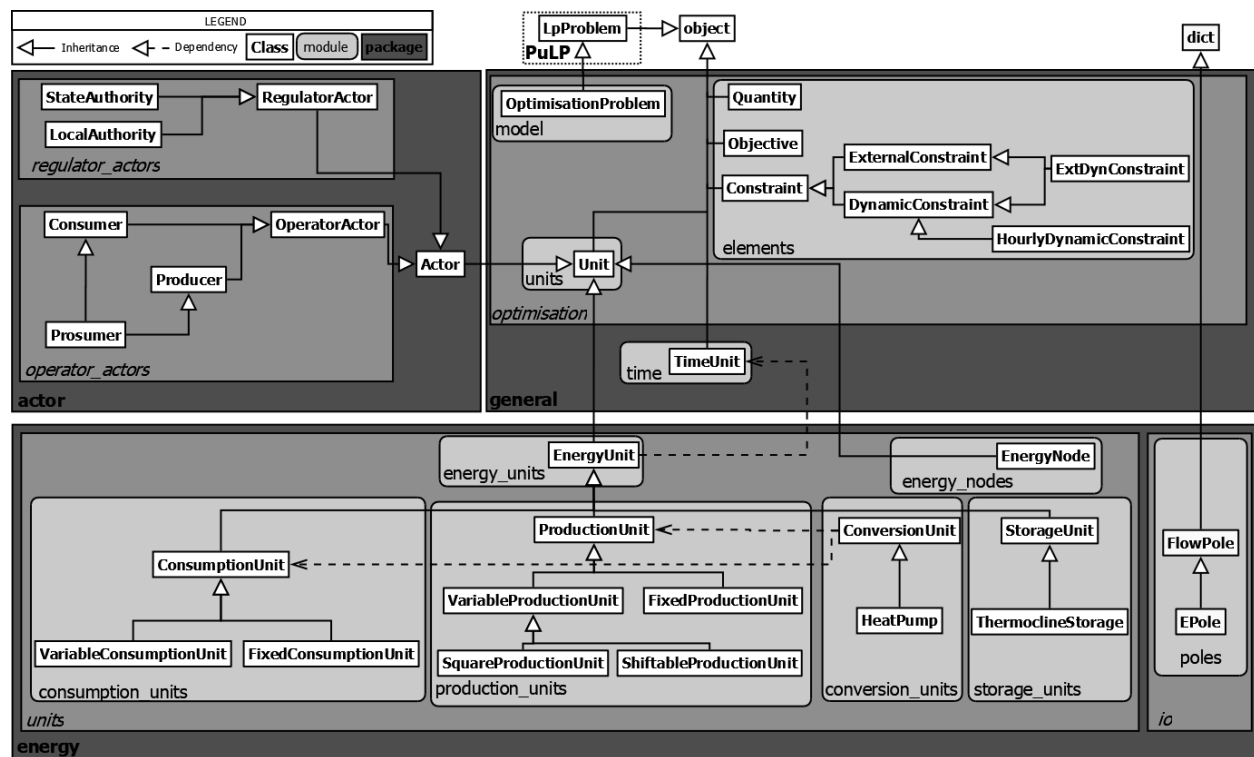 LEGEND
Inheritance
Dependency
Class
module
package
LpProblem
PuLP
object
dict
StateAuthority
RegulatorActor
LocalAuthority
regulator_actors
Consumer
OperatorActor
Producer
Prosumer
operator_actors
Actor
actor
OptimisationProblem
model
Quantity
Objective
Constraint
ExternalConstraint
ExtDynConstraint
DynamicConstraint
HourlyDynamicConstraint
elements
Unit
units
optimisation
TimeUnit
time
general
EnergyUnit
energy_units
EnergyNode
energy_nodes
ConsumptionUnit
VariableConsumptionUnit
FixedConsumptionUnit
consumption_units
ProductionUnit
VariableProductionUnit
FixedProductionUnit
SquareProductionUnit
ShiftableProductionUnit
production_units
ConversionUnit
HeatPump
conversion_units
StorageUnit
ThermoclineStorage
storage_units
units
FlowPole
EPole
poles
io
energy